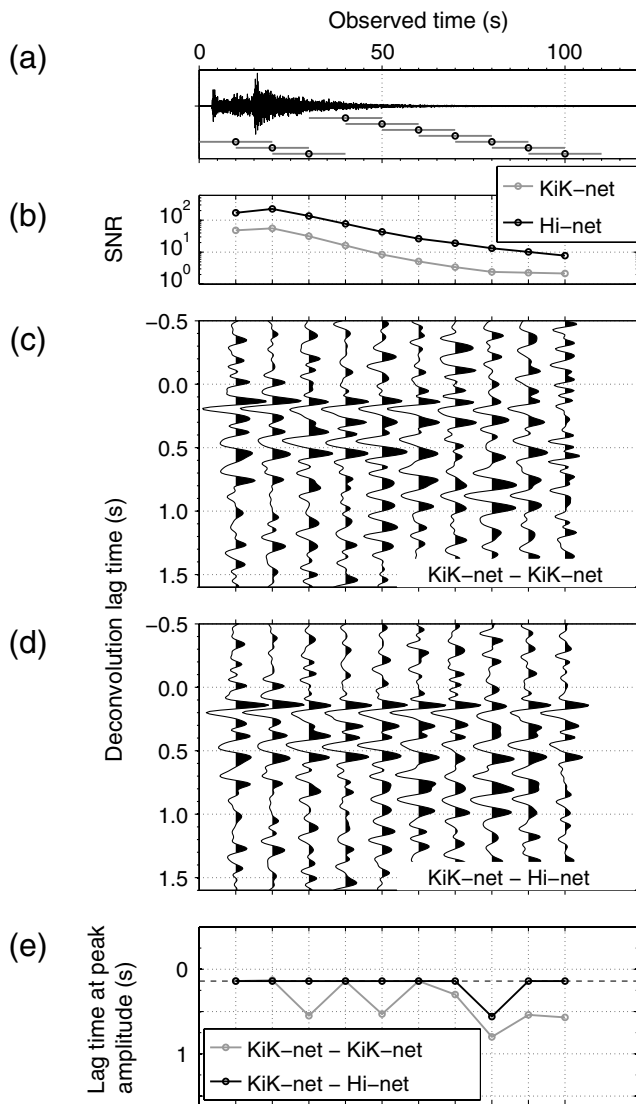 Observed time (s)
(a)
0 50 100
(b)
SNR
10^2
10^1
10^0
KiK−net
Hi−net
(c)
−0.5
0.0
0.5
1.0
1.5
KiK−net − KiK−net
Deconvolution lag time (s)
(d)
−0.5
0.0
0.5
1.0
1.5
KiK−net − Hi−net
(e)
Lag time at peak
amplitude (s)
0
1
KiK−net − KiK−net
KiK−net − Hi−net